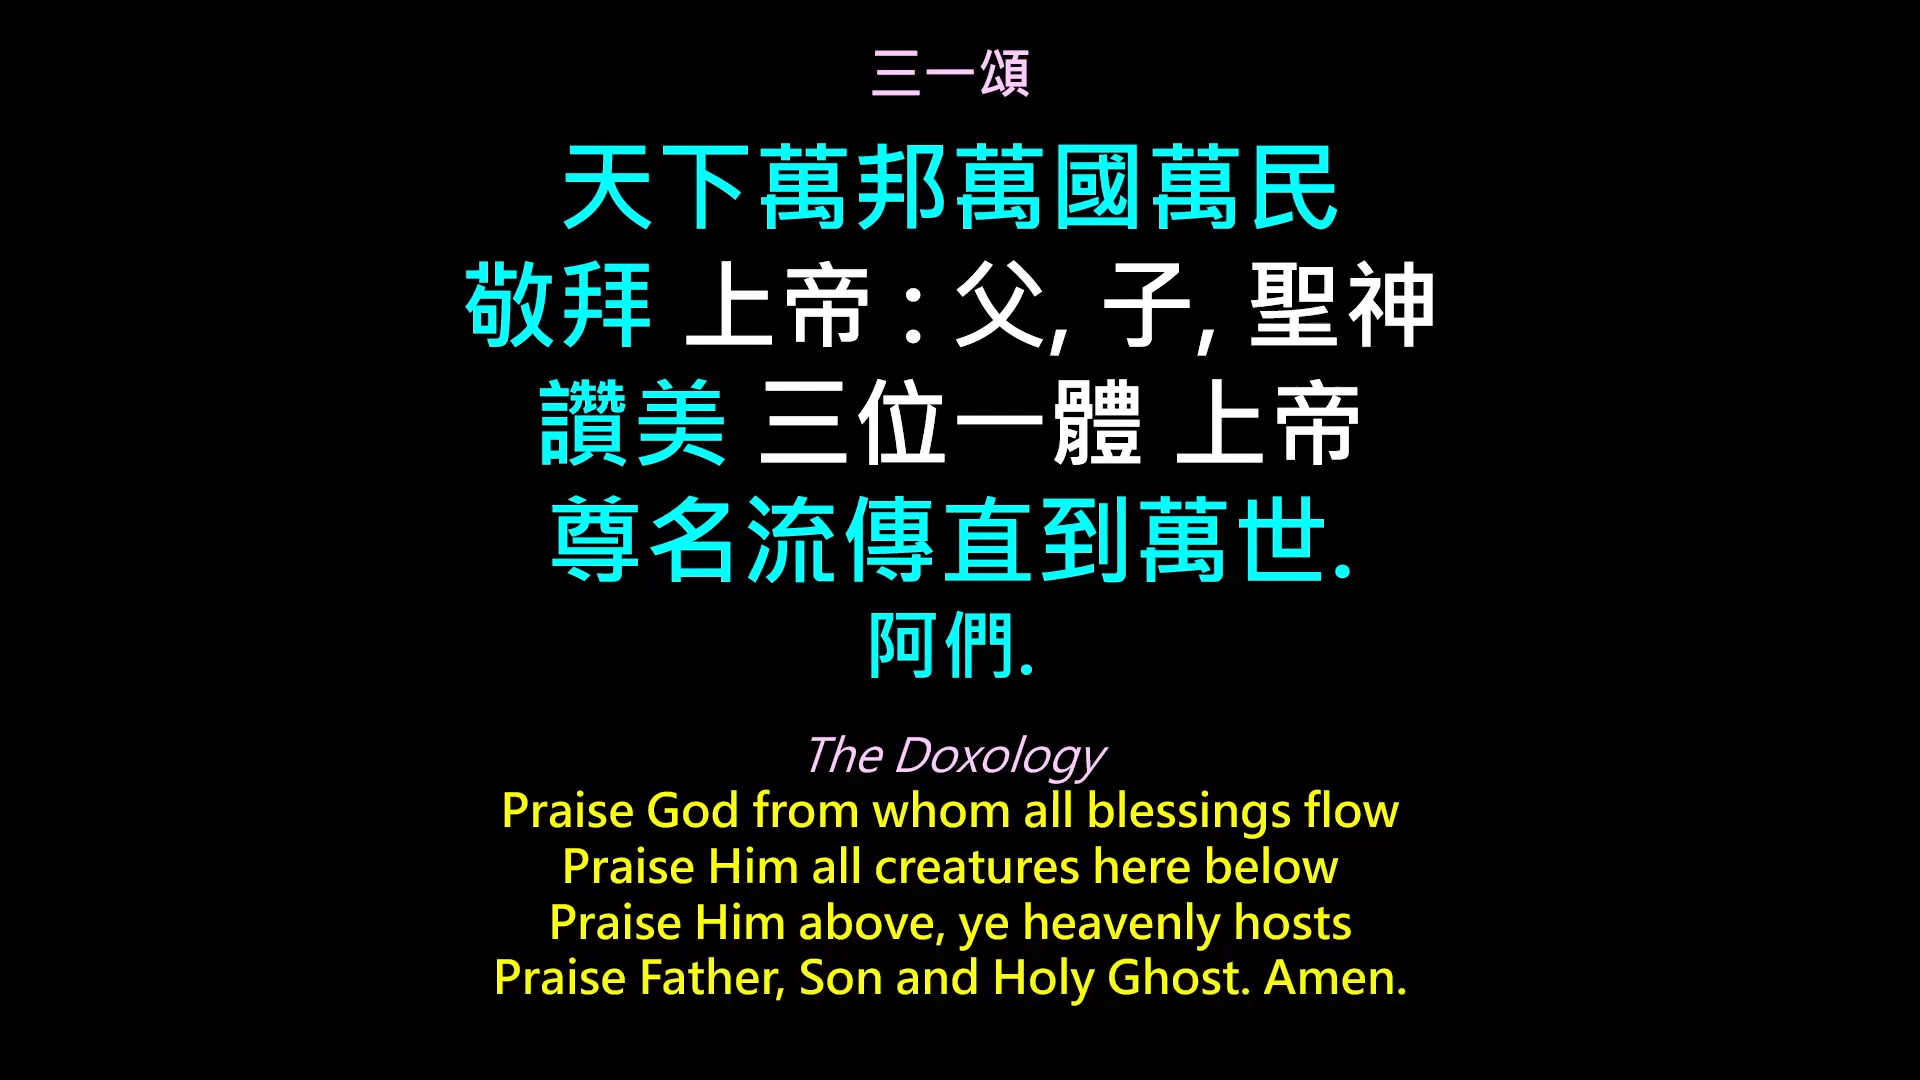 三一頌
天下萬邦萬國萬民
敬拜 上帝 : 父, 子, 聖神
讚美 三位一體 上帝
尊名流傳直到萬世.
阿們.
The Doxology
Praise God from whom all blessings flow
Praise Him all creatures here below
Praise Him above, ye heavenly hosts
Praise Father, Son and Holy Ghost. Amen.